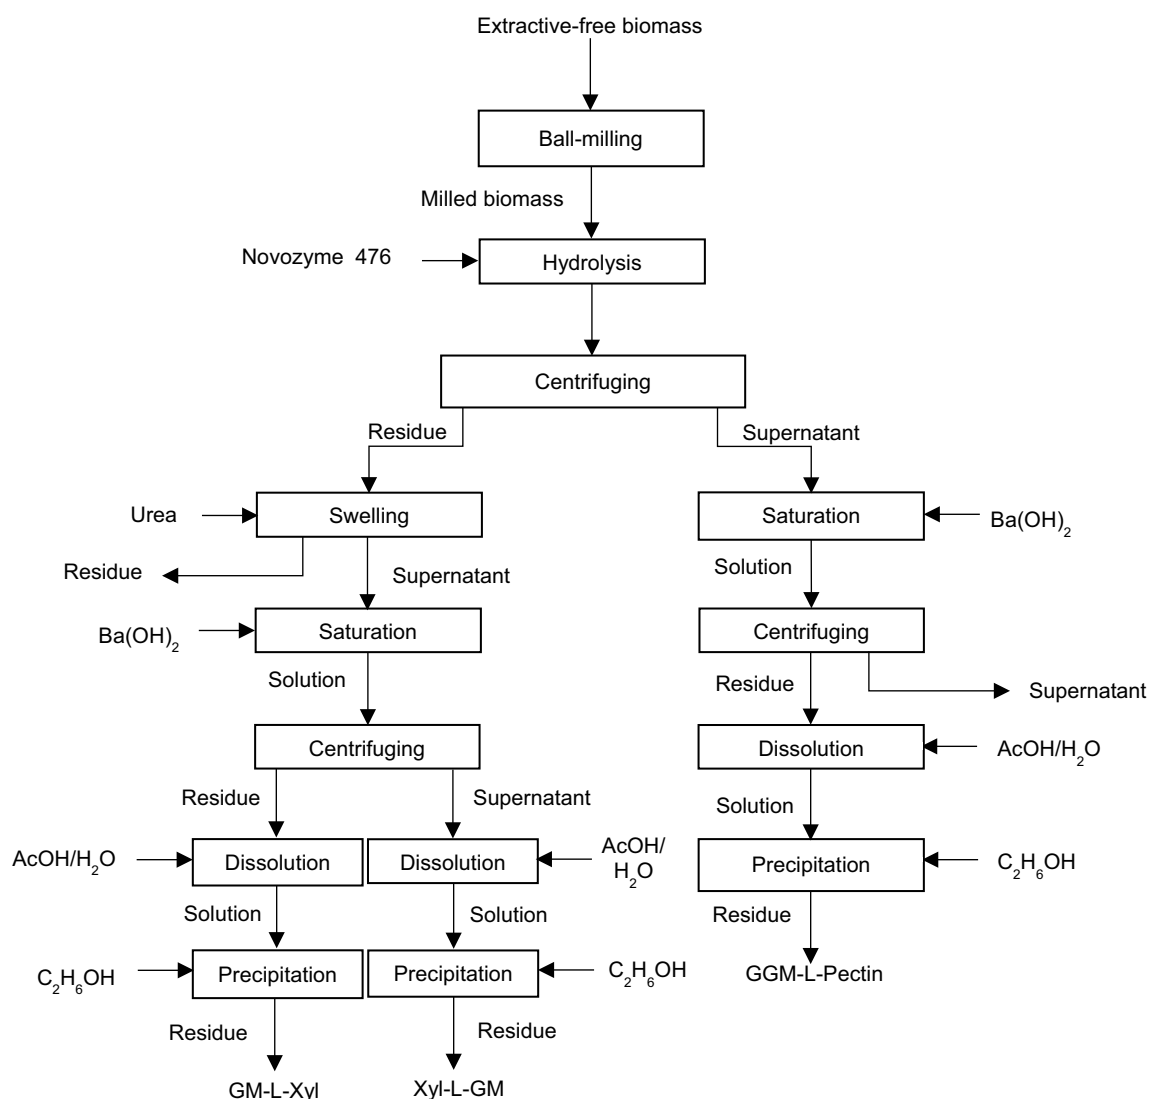 Extractive-free biomass
Ball-milling
Milled biomass
Novozyme 476
Hydrolysis
Centrifuging
Residue
Supernatant
Urea
Swelling
Saturation
Ba(OH)2
Residue
Supernatant
Solution
Ba(OH)2
Saturation
Centrifuging
Solution
Residue
Supernatant
Centrifuging
Dissolution
AcOH/H2O
Residue
Supernatant
Solution
AcOH/H2O
Dissolution
Dissolution
AcOH/
H2O
Precipitation
C2H6OH
Solution
Solution
Residue
C2H6OH
Precipitation
Precipitation
C2H6OH
GGM-L-Pectin
Residue
Residue
GM-L-Xyl
Xyl-L-GM